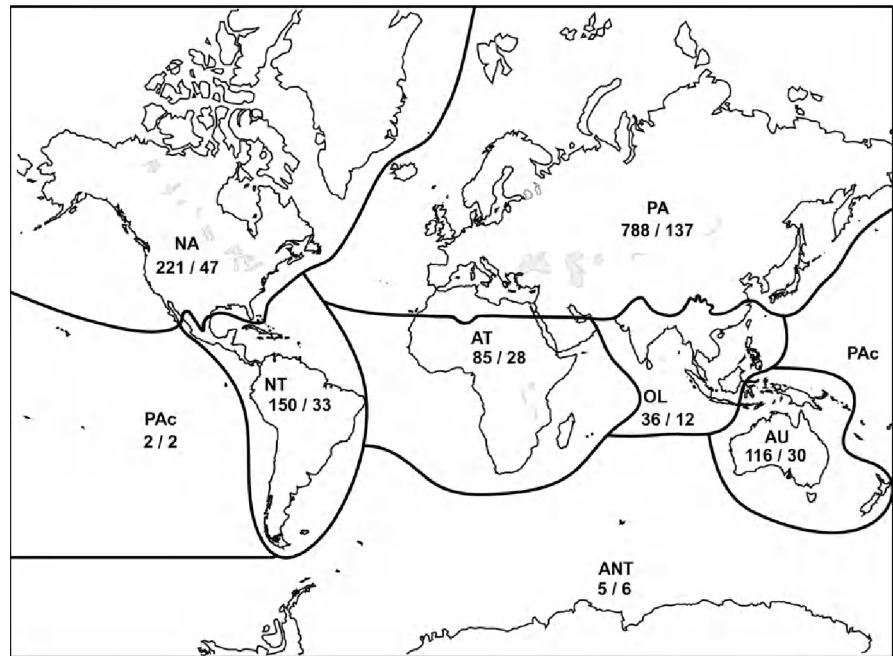 NA
221 / 47
PA
788 / 137
AT
85 / 28
NT
150 / 33
PAc
2 / 2
OL
36 / 12
PAc
AU
116 / 30
ANT
5 / 6